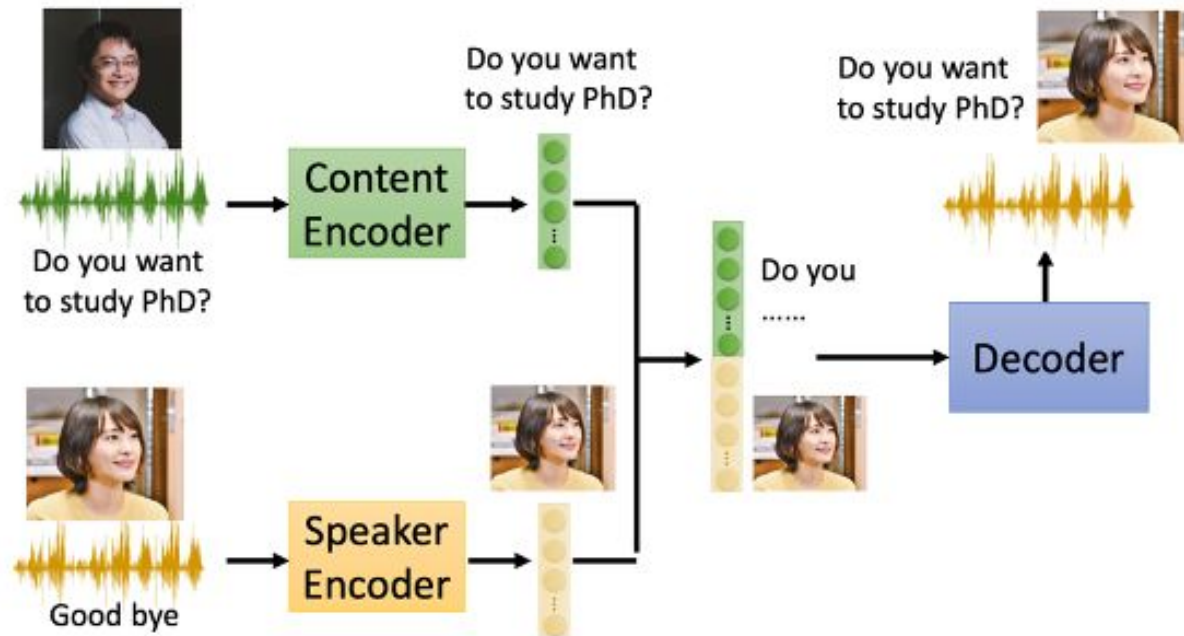 Do you want
to study PhD?
Content
Encoder
Do you want
to study PhD?
Do you want
to study PhD?
Do you
......
Decoder
Speaker
Encoder
Good bye